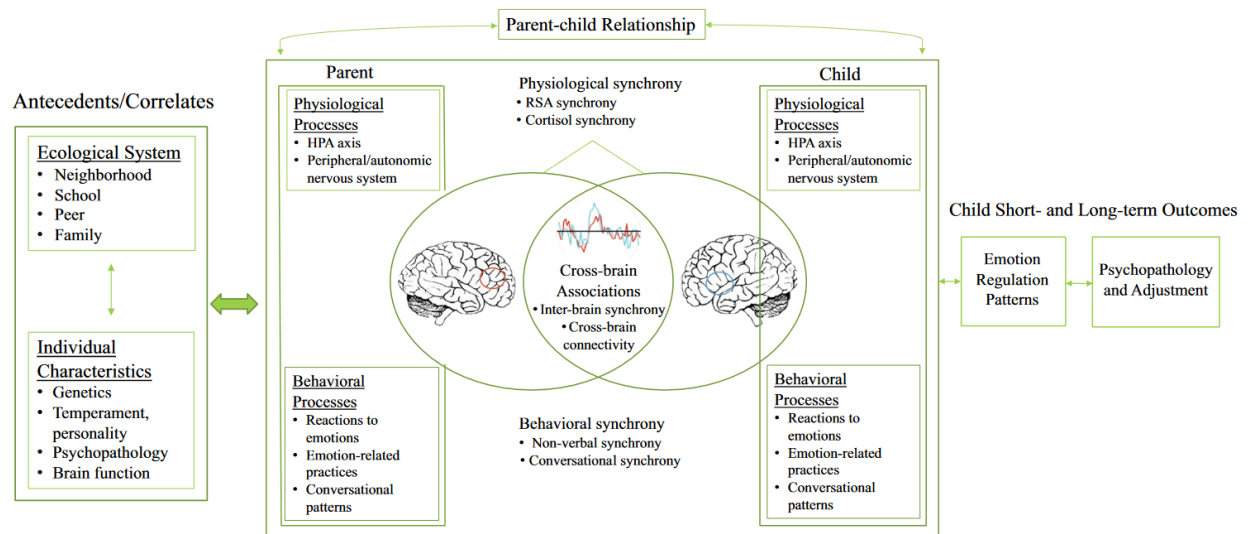 Parent-child Relationship
Antecedents/Correlates
Ecological System
• Neighborhood
• School
• Peer
• Family
Individual
Characteristics
• Genetics
• Temperament,
personality
• Psychopathology
• Brain function
Parent
Physiological
Processes
• HPA axis
• Peripheral/autonomic
nervous system
Behavioral
Processes
• Reactions to
emotions
• Emotion-related
practices
• Conversational
patterns
Physiological synchrony
• RSA synchrony
• Cortisol synchrony
Cross-brain
Associations
• Inter-brain synchrony
• Cross-brain
connectivity
Behavioral synchrony
• Non-verbal synchrony
• Conversational synchrony
Child
Physiological
Processes
• HPA axis
• Peripheral/autonomic
nervous system
Behavioral
Processes
• Reactions to
emotions
• Emotion-related
practices
• Conversational
patterns
Child Short- and Long-term Outcomes
Emotion
Regulation
Patterns
Psychopathology
and Adjustment